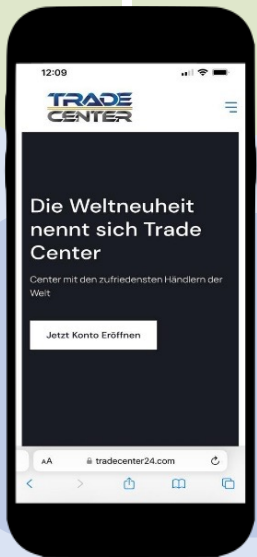 12:09
TRADE
CENTER
Die Weltneuheit
nennt sich Trade
Center
Center mit den zufriedensten Händlern der
Welt
Jetzt Konto Eröffnen
AA
tradecenter24.com